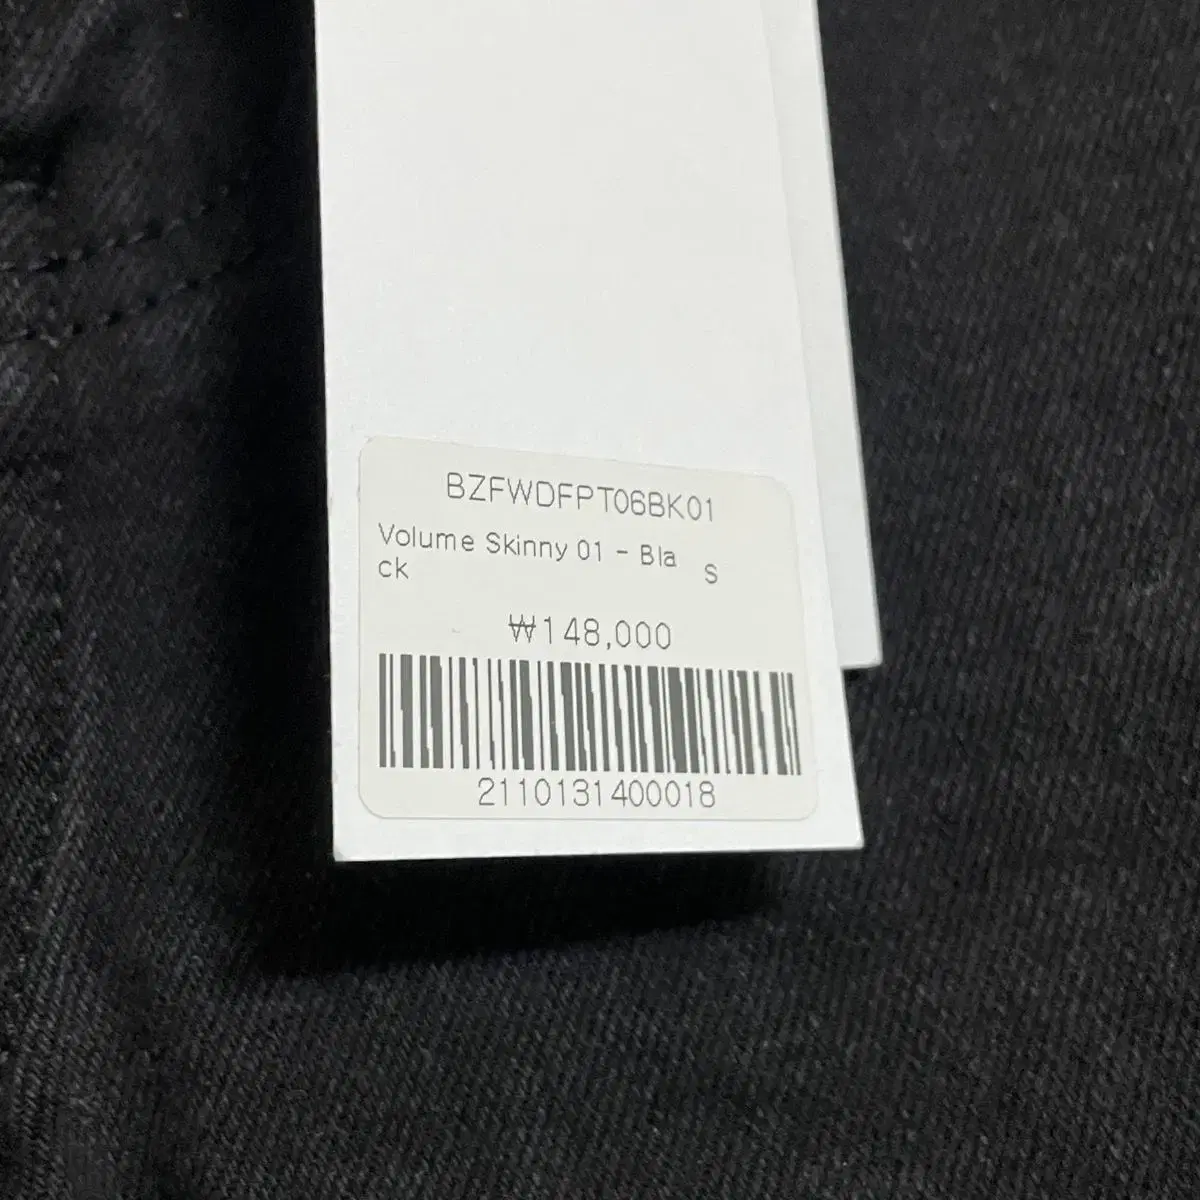 BZFWDFPT06BK01
Volume Skinny 01 - Bla
ck S
₩148,000
2110131400018